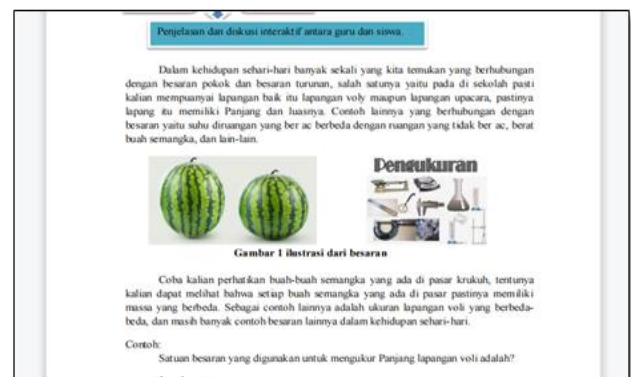 Penjelasan dan diskusi interaktif antara guru dan siswa.
Dalam kehidupan sehari-hari banyak sekali yang kita temukan yang berhubungan
dengan besaran pokok dan besaran turunan, salah satunya yaitu pada di sekolah pasti
kalian mempuanyai lapangan baik itu lapangan voly maupun lapangan upacara, pastinya
lapang itu memiliki Panjang dan luasnya. Contoh lainnya yang berhubungan dengan
besaran yaitu suhu diruangan yang ber ac berbeda dengan ruangan yang tidak ber ac, berat
buah semangka, dan lain-lain.
Pengukuran
Gambar 1 ilustrasi dari besaran
Coba kalian perhatikan buah-buah semangka yang ada di pasar krukuh, tentunya
kalian dapat melihat bahwa setiap buah semangka yang ada di pasar pastinya memiliki
massa yang berbeda. Sebagai contoh lainnya adalah ukuran lapangan voli yang berbeda-
beda, dan masih banyak contoh besaran lainnya dalam kehidupan sehari-hari.
Contoh:
Satuan besaran yang digunakan untuk mengukur Panjang lapangan voli adalah?